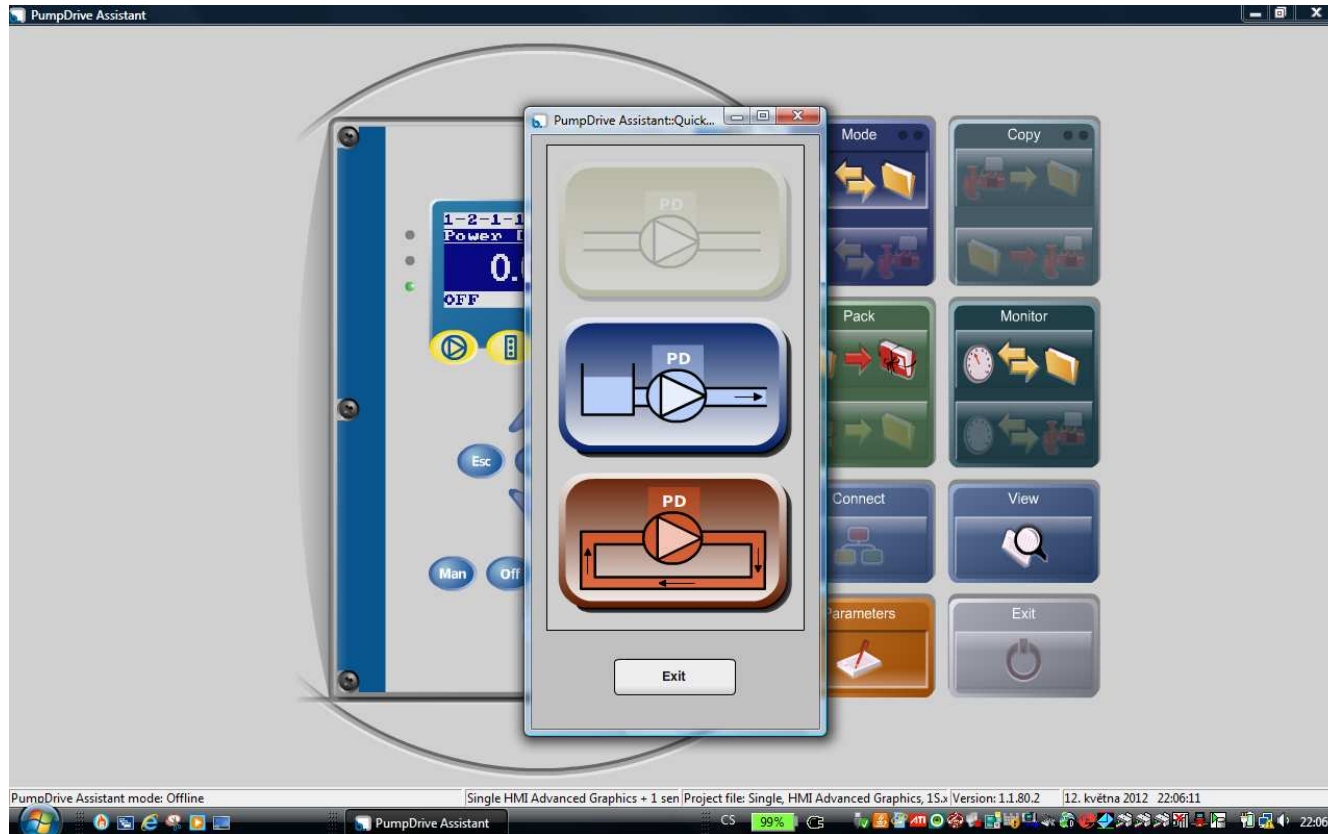 PumpDrive Assistant
PumpDrive Assistant::Quick...
PD
PD
PD
Exit
1-2-1-1
Power
0.
OFF
Esc
Man
Off
Mode
Copy
Pack
Monitor
Connect
View
Parameters
Exit
PumpDrive Assistant mode: Offline
Single HMI Advanced Graphics + 1 sen
Project file: Single, HMI Advanced Graphics, 1S.x
Version: 1.1.80.2
12. května 2012 22:06:11
PumpDrive Assistant
CS
99%
22:06